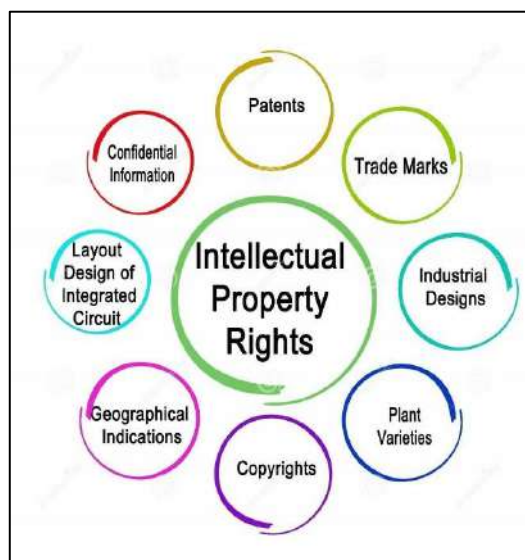 Intellectual
Property
Rights
Patents
Trade Marks
Industrial
Designs
Plant
Varieties
Copyrights
Geographical
Indications
Layout
Design of
Integrated
Circuit
Confidential
Information